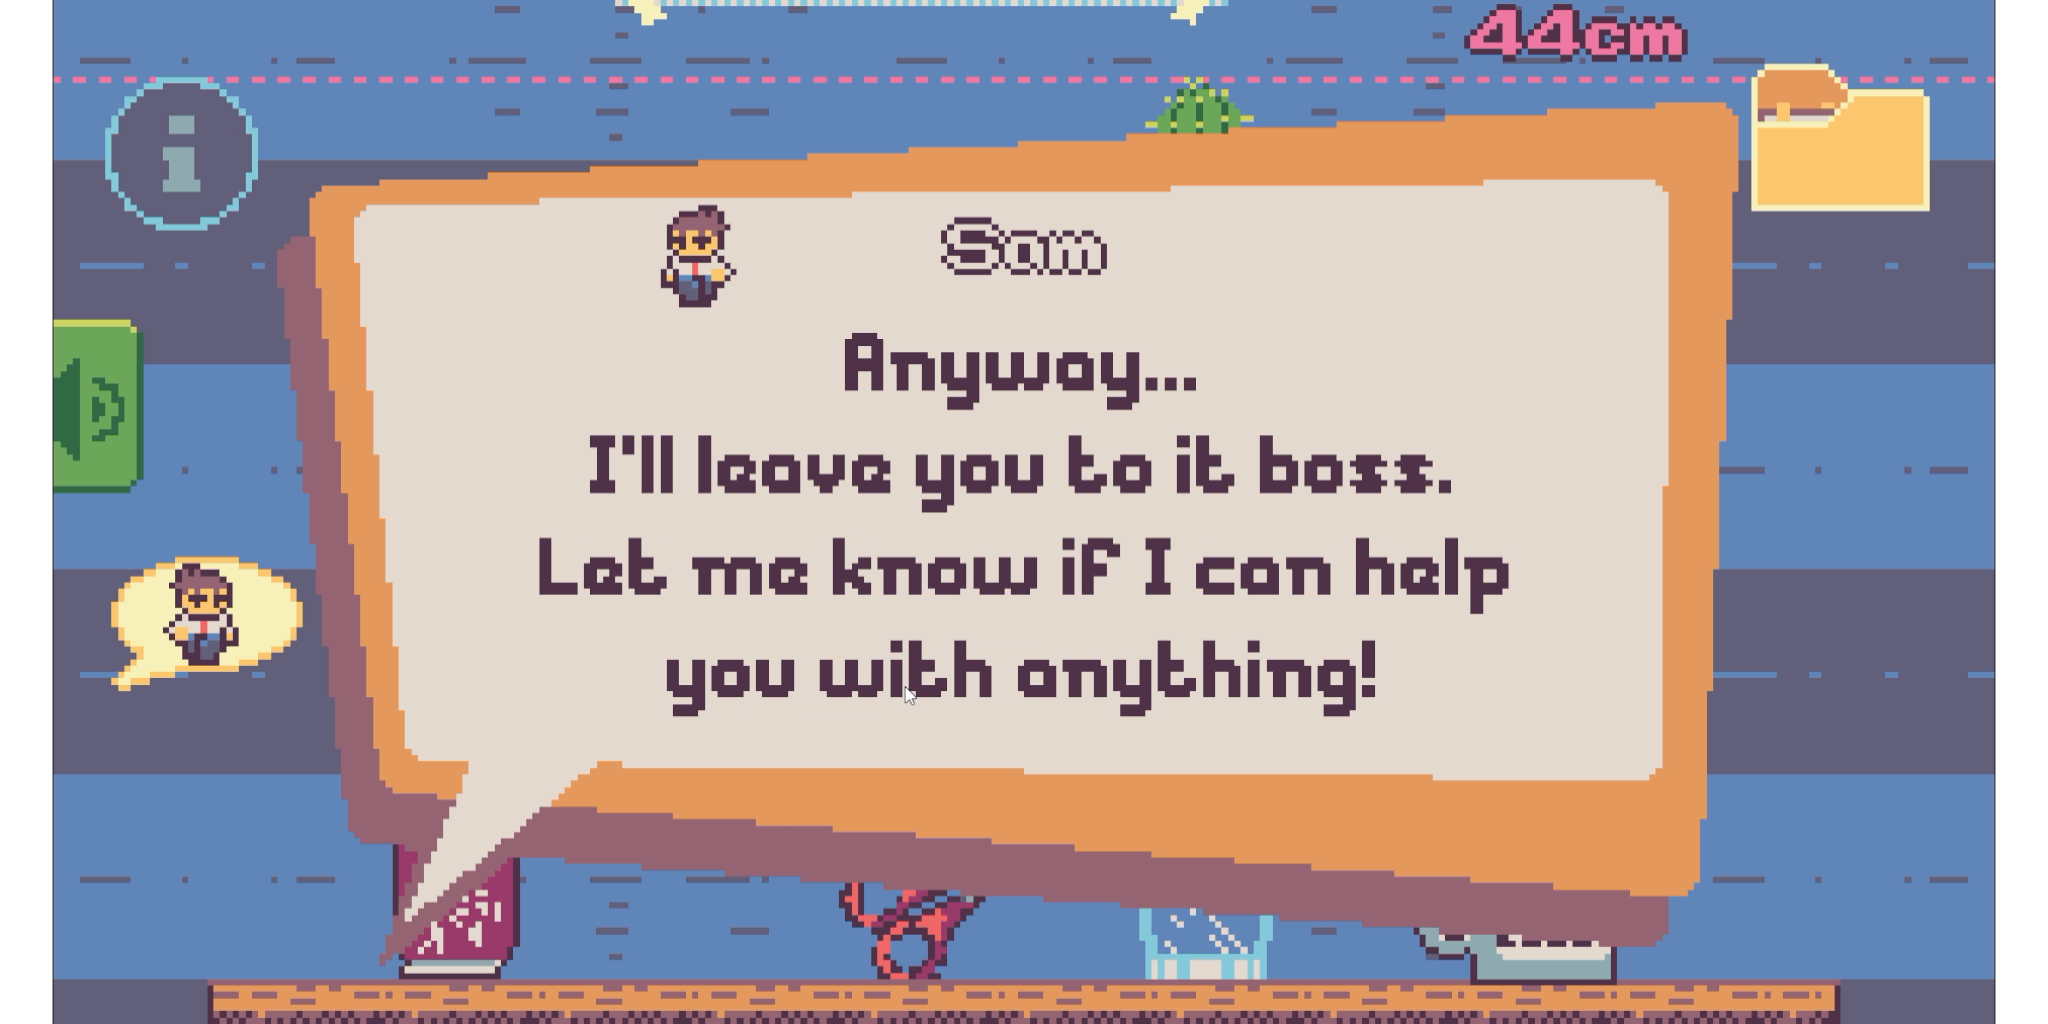 44cm
i
Sam
Anyway...
I'll leave you to it boss.
Let me know if I can help
you with anything!